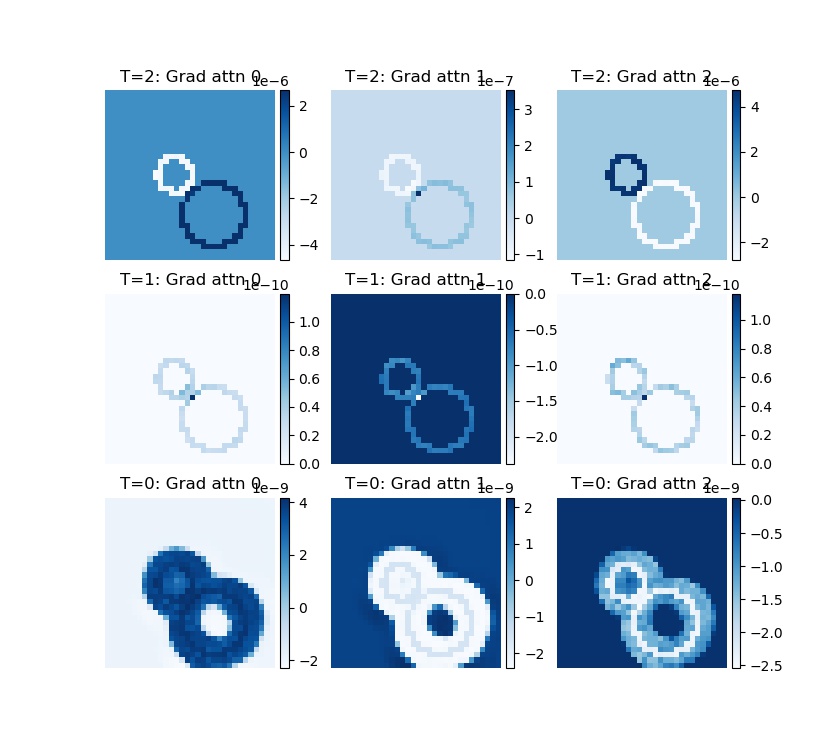 T=2: Grad attn 0
1e−6
2
0
−2
−4
T=2: Grad attn 1
1e−7
3
2
1
0
−1
T=2: Grad attn 2
1e−6
4
2
0
−2
T=1: Grad attn 0
1e−10
1.0
0.8
0.6
0.4
0.2
0.0
T=1: Grad attn 1
1e−10
0.0
−0.5
−1.0
−1.5
−2.0
T=1: Grad attn 2
1e−10
1.0
0.8
0.6
0.4
0.2
0.0
T=0: Grad attn 0
1e−9
4
2
0
−2
T=0: Grad attn 1
1e−9
2
1
0
−1
−2
T=0: Grad attn 2
1e−9
0.0
−0.5
−1.0
−1.5
−2.0
−2.5